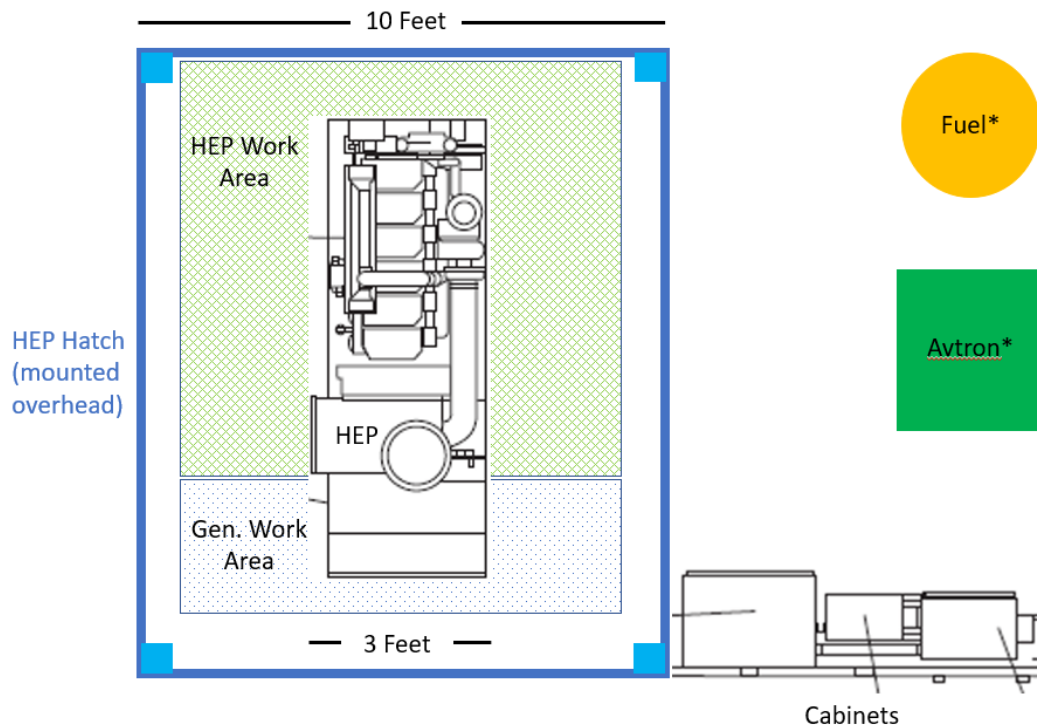 10 Feet
HEP Work
Area
Fuel*
HEP Hatch
(mounted
overhead)
Avtron*
HEP
Gen. Work
Area
3 Feet
Cabinets